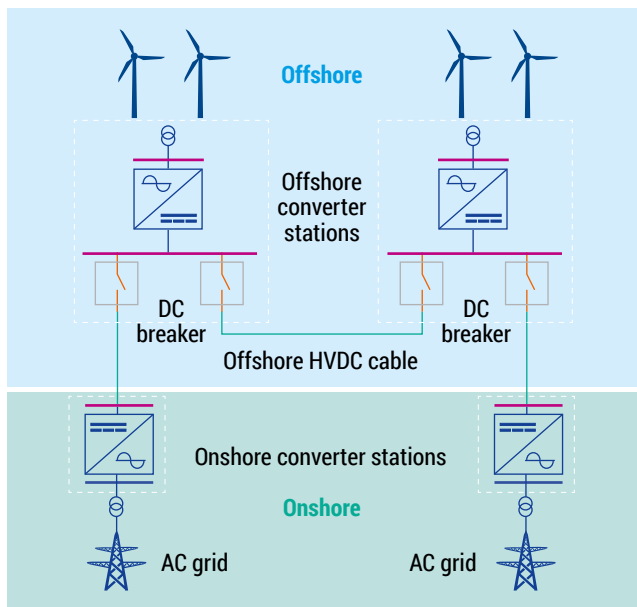 Offshore
Offshore
converter
stations
DC
breaker
DC
breaker
Offshore HVDC cable
Onshore converter stations
Onshore
AC grid
AC grid